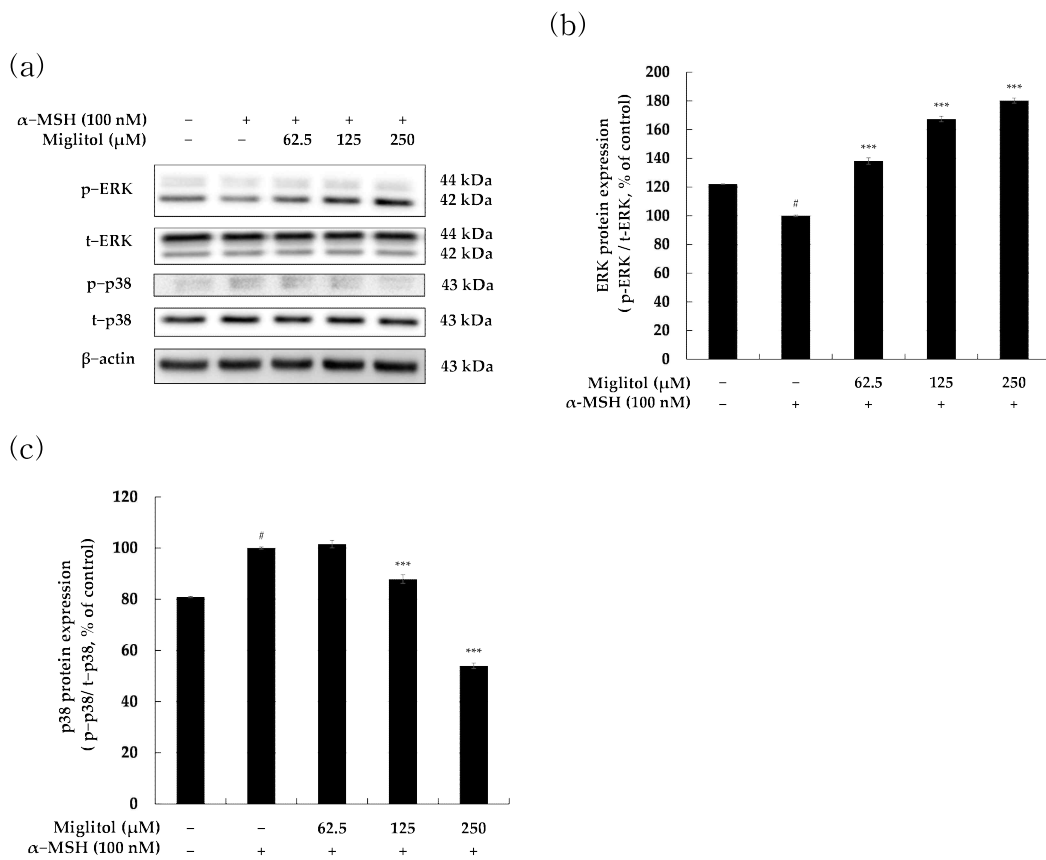 (a)
α−MSH (100 nM) − + + + +
Miglitol (μM) − − 62.5 125 250
p−ERK 44 kDa
42 kDa
t−ERK 44 kDa
42 kDa
p−p38 43 kDa
t−p38 43 kDa
β−actin 43 kDa
(b)
ERK protein expression
( p-ERK / t-ERK, % of control)
200
180
160
140
120
100
80
60
40
20
0
#
***
***
***
Miglitol (μM) − − 62.5 125 250
α-MSH (100 nM) − + + + +
(c)
p38 protein expression
( p−p38/ t−p38, % of control)
120
100
80
60
40
20
0
#
***
***
Miglitol (μM) − − 62.5 125 250
αMSH (100 nM) − + + + +